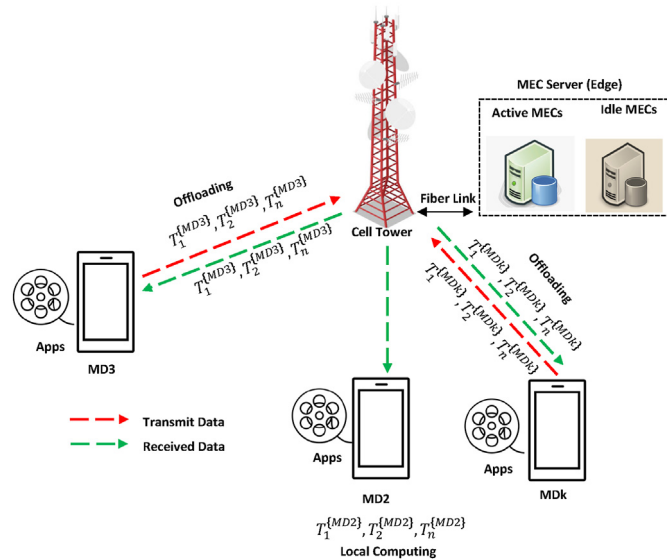 MEC Server (Edge)
Active MECs
Idle MECs
Fiber Link
Cell Tower
Offloading
T_1^{MD3}, T_2^{MD3}, T_n^{MD3}
T_1^{MD3}, T_2^{MD3}, T_n^{MD3}
Apps
MD3
Offloading
T_1^{MDk}, T_2^{MDk}, T_n^{MDk}
T_1^{MDk}, T_2^{MDk}, T_n^{MDk}
Transmit Data
Received Data
Apps
MD2
Apps
MDk
T_1^{MD2}, T_2^{MD2}, T_n^{MD2}
Local Computing